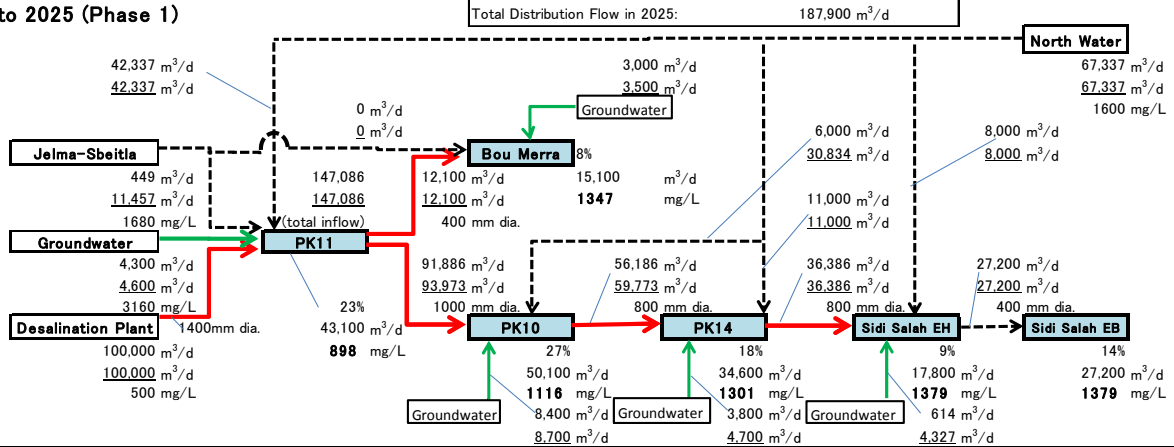 to 2025 (Phase 1)
Total Distribution Flow in 2025: 187,900 m³/d
North Water
67,337 m³/d
67,337 m³/d
1600 mg/L
42,337 m³/d
42,337 m³/d
3,000 m³/d
3,500 m³/d
Groundwater
0 m³/d
0 m³/d
6,000 m³/d
30,834 m³/d
8,000 m³/d
8,000 m³/d
Jelma-Sbeitla
449 m³/d
11,457 m³/d
1680 mg/L
Bou Merra 8%
12,100 m³/d
12,100 m³/d
400 mm dia.
15,100 m³/d
1347 mg/L
147,086
147,086
(total inflow)
11,000 m³/d
11,000 m³/d
Groundwater
4,300 m³/d
4,600 m³/d
3160 mg/L
PK11
23%
43,100 m³/d
898 mg/L
91,886 m³/d
93,973 m³/d
1000 mm dia.
56,186 m³/d
59,773 m³/d
800 mm dia.
36,386 m³/d
36,386 m³/d
800 mm dia.
27,200 m³/d
27,200 m³/d
400 mm dia.
Desalination Plant
1400mm dia.
100,000 m³/d
100,000 m³/d
500 mg/L
PK10
27%
50,100 m³/d
1116 mg/L
Groundwater
8,400 m³/d
8,700 m³/d
PK14
18%
34,600 m³/d
1301 mg/L
Groundwater
3,800 m³/d
4,700 m³/d
Sidi Salah EH
9%
17,800 m³/d
1379 mg/L
Groundwater
614 m³/d
4,327 m³/d
Sidi Salah EB
14%
27,200 m³/d
1379 mg/L